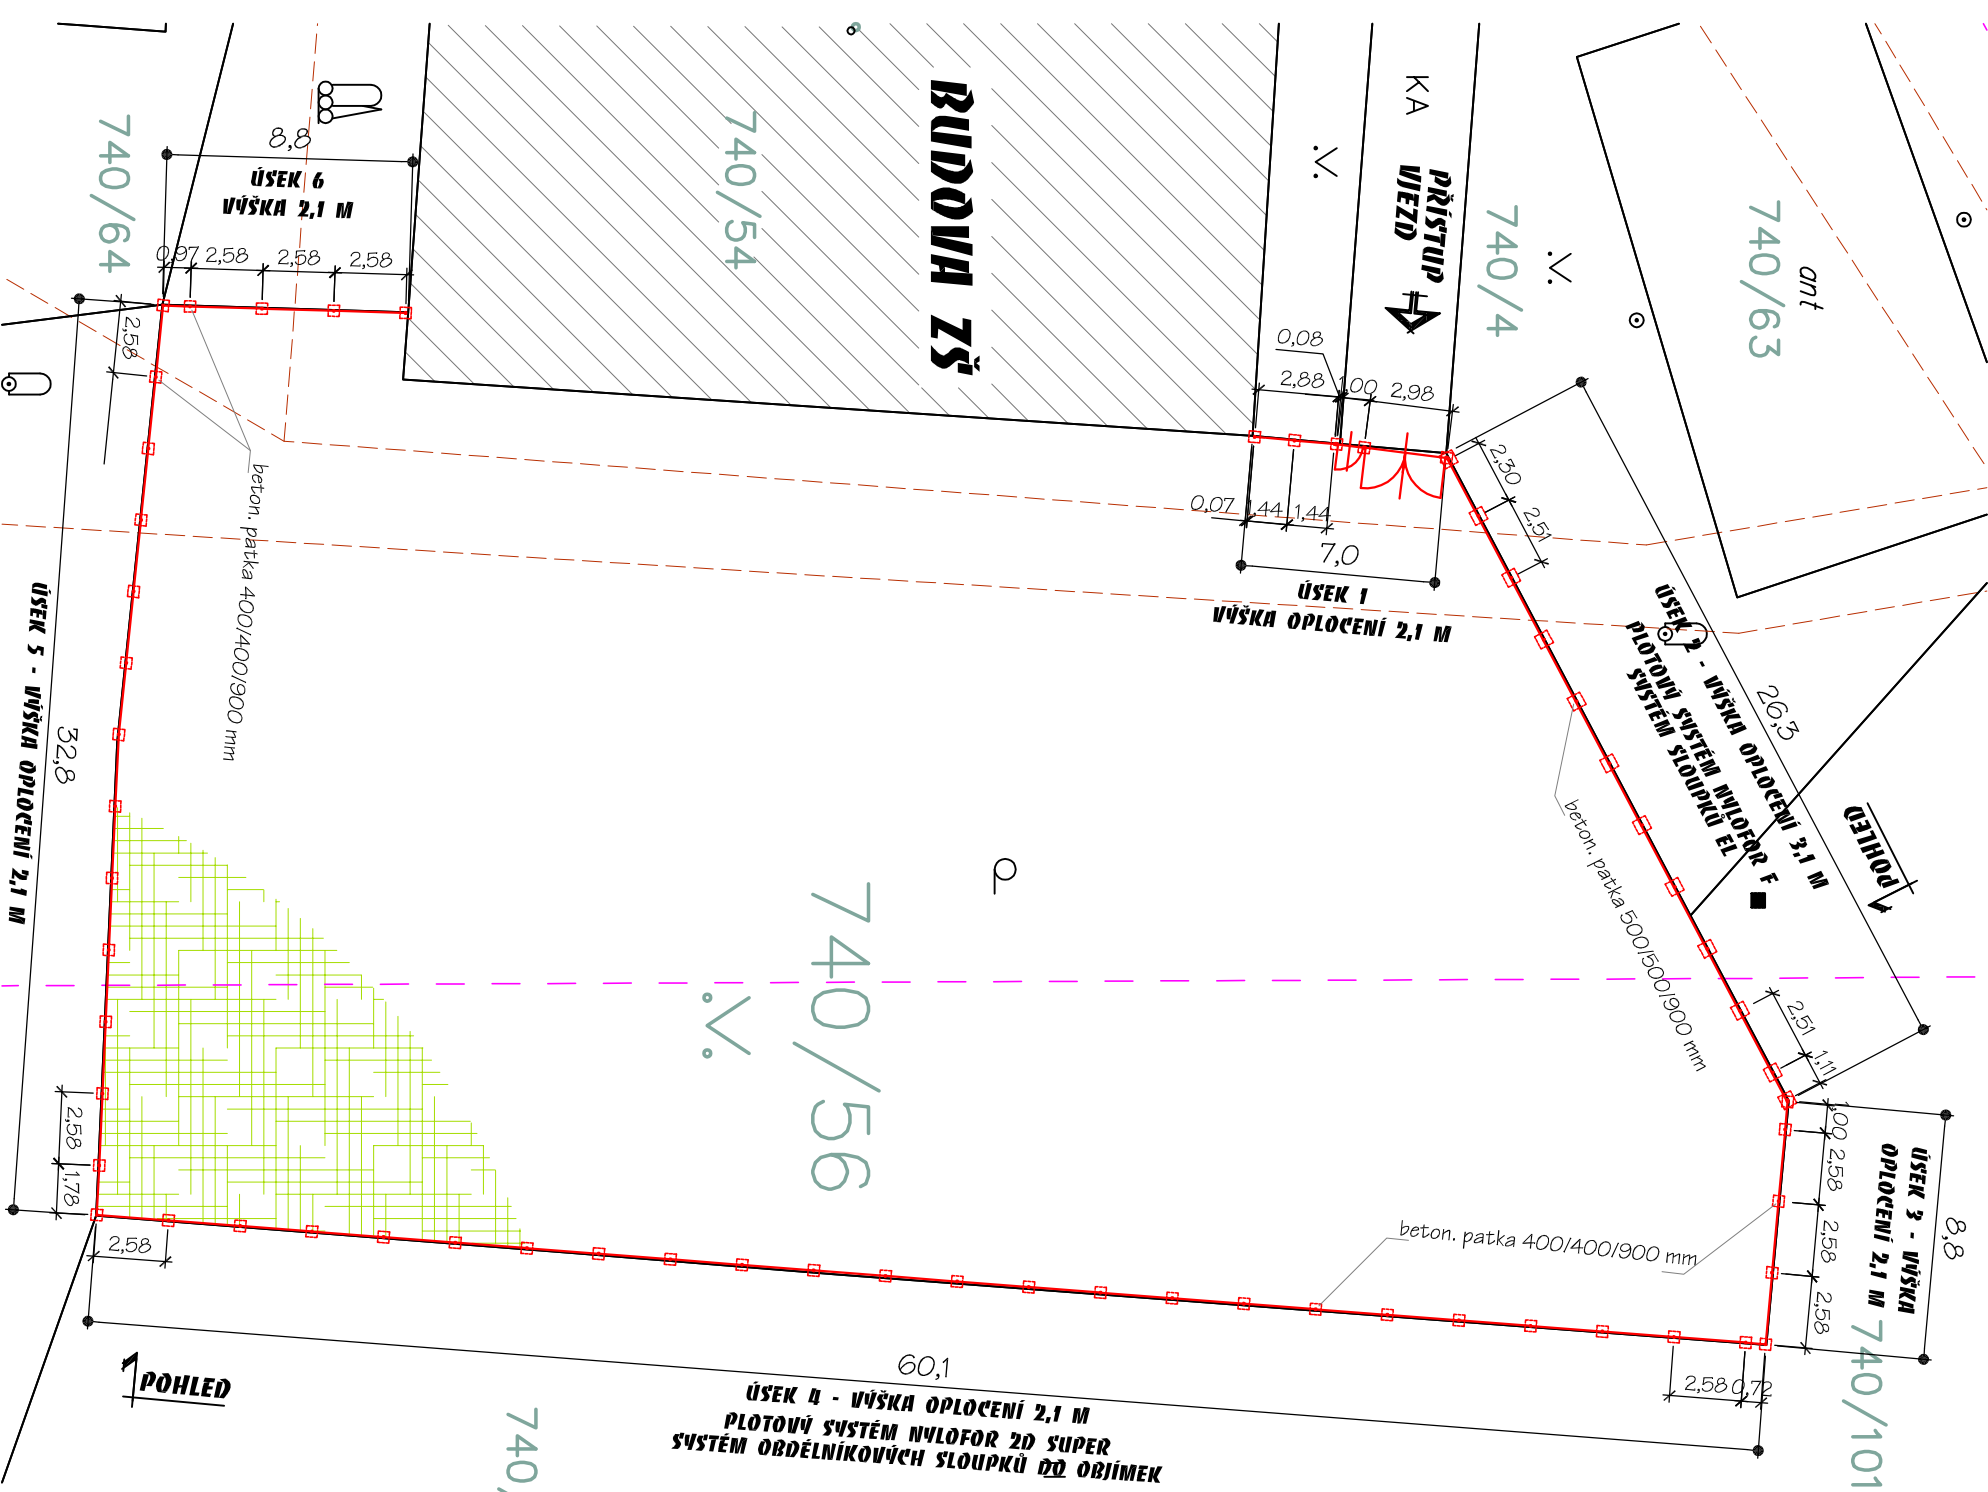 8,8
ÚSEK 6
VÝŠKA 2,1 M
0,97
2,58
2,58
2,58
740/64
740/54
BUDOVA ZŠ
KA
PŘÍSTUP
VJEZD
740/4
740/63
ant
0,08
2,88
1,00
2,98
0,07
1,44
1,44
7,0
ÚSEK 1
VÝŠKA OPLOCENÍ 2,1 M
2,30
2,51
26,3
ÚSEK 2 - VÝŠKA OPLOCENÍ 3,1 M
PLOTOVÝ SYSTÉM NYLOFOR F
SYSTÉM SLOUPKŮ EL
POHLED
beton. patka 500/500/900 mm
2,51
1,11
1,00
2,58
2,58
2,58
ÚSEK 3 - VÝŠKA
OPLOCENÍ 2,1 M
8,8
740/101
2,58
beton. patka 400/400/900 mm
32,8
ÚSEK 5 - VÝŠKA OPLOCENÍ 2,1 M
740/56
2,58
1,78
2,58
beton. patka 400/400/900 mm
2,58
0,72
60,1
ÚSEK 4 - VÝŠKA OPLOCENÍ 2,1 M
PLOTOVÝ SYSTÉM NYLOFOR 2D SUPER
SYSTÉM OBDÉLNÍKOVÝCH SLOUPKŮ DO OBJÍMEK
POHLED
740/